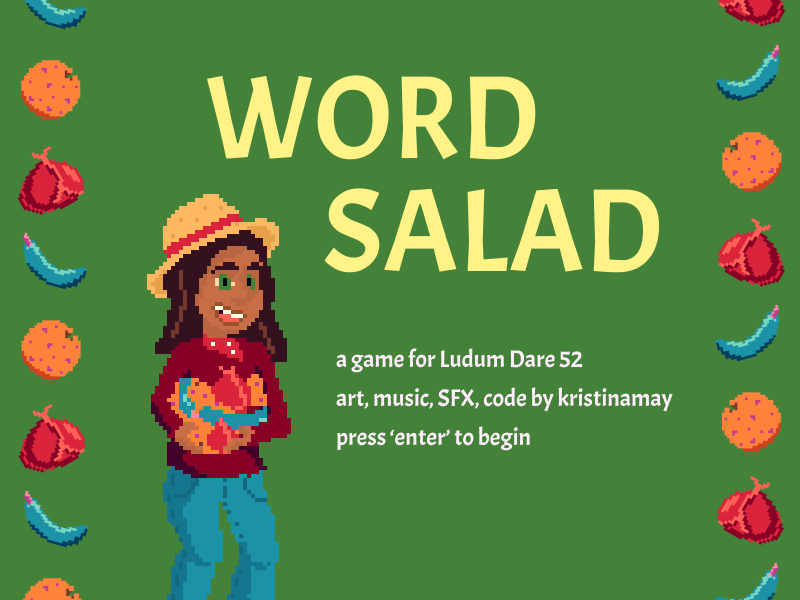 WORD
SALAD
a game for Ludum Dare 52
art, music, SFX, code by kristinamay
press ‘enter’ to begin